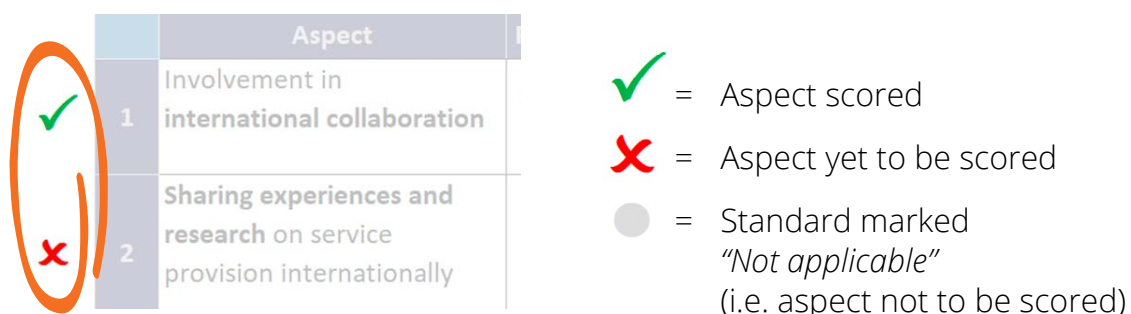 Aspect
1
Involvement in
international collaboration
2
Sharing experiences and
research on service
provision internationally
= Aspect scored
= Aspect yet to be scored
= Standard marked
“Not applicable”
(i.e. aspect not to be scored)